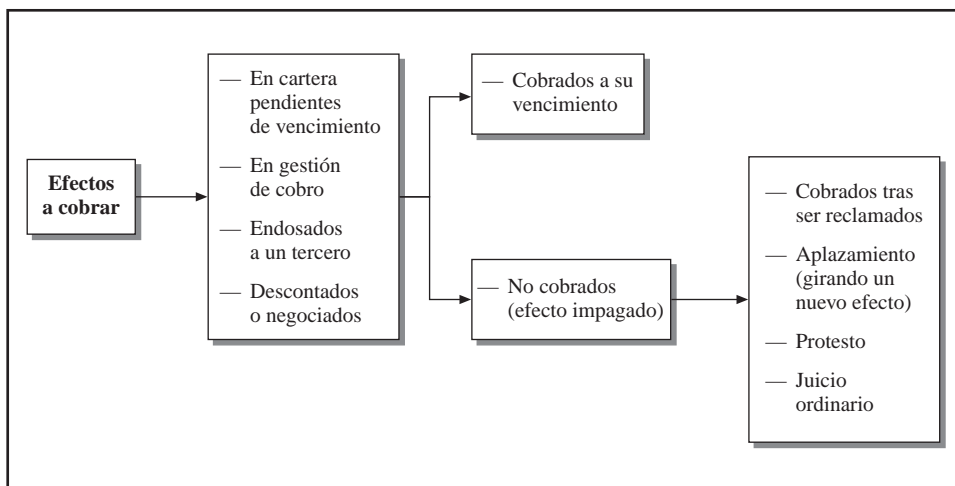 Efectos
a cobrar
— En cartera
pendientes
de vencimiento
— En gestión
de cobro
— Endosados
a un tercero
— Descontados
o negociados
— Cobrados a su
vencimiento
— No cobrados
(efecto impagado)
— Cobrados tras
ser reclamados
— Aplazamiento
(girando un
nuevo efecto)
— Protesto
— Juicio
ordinario